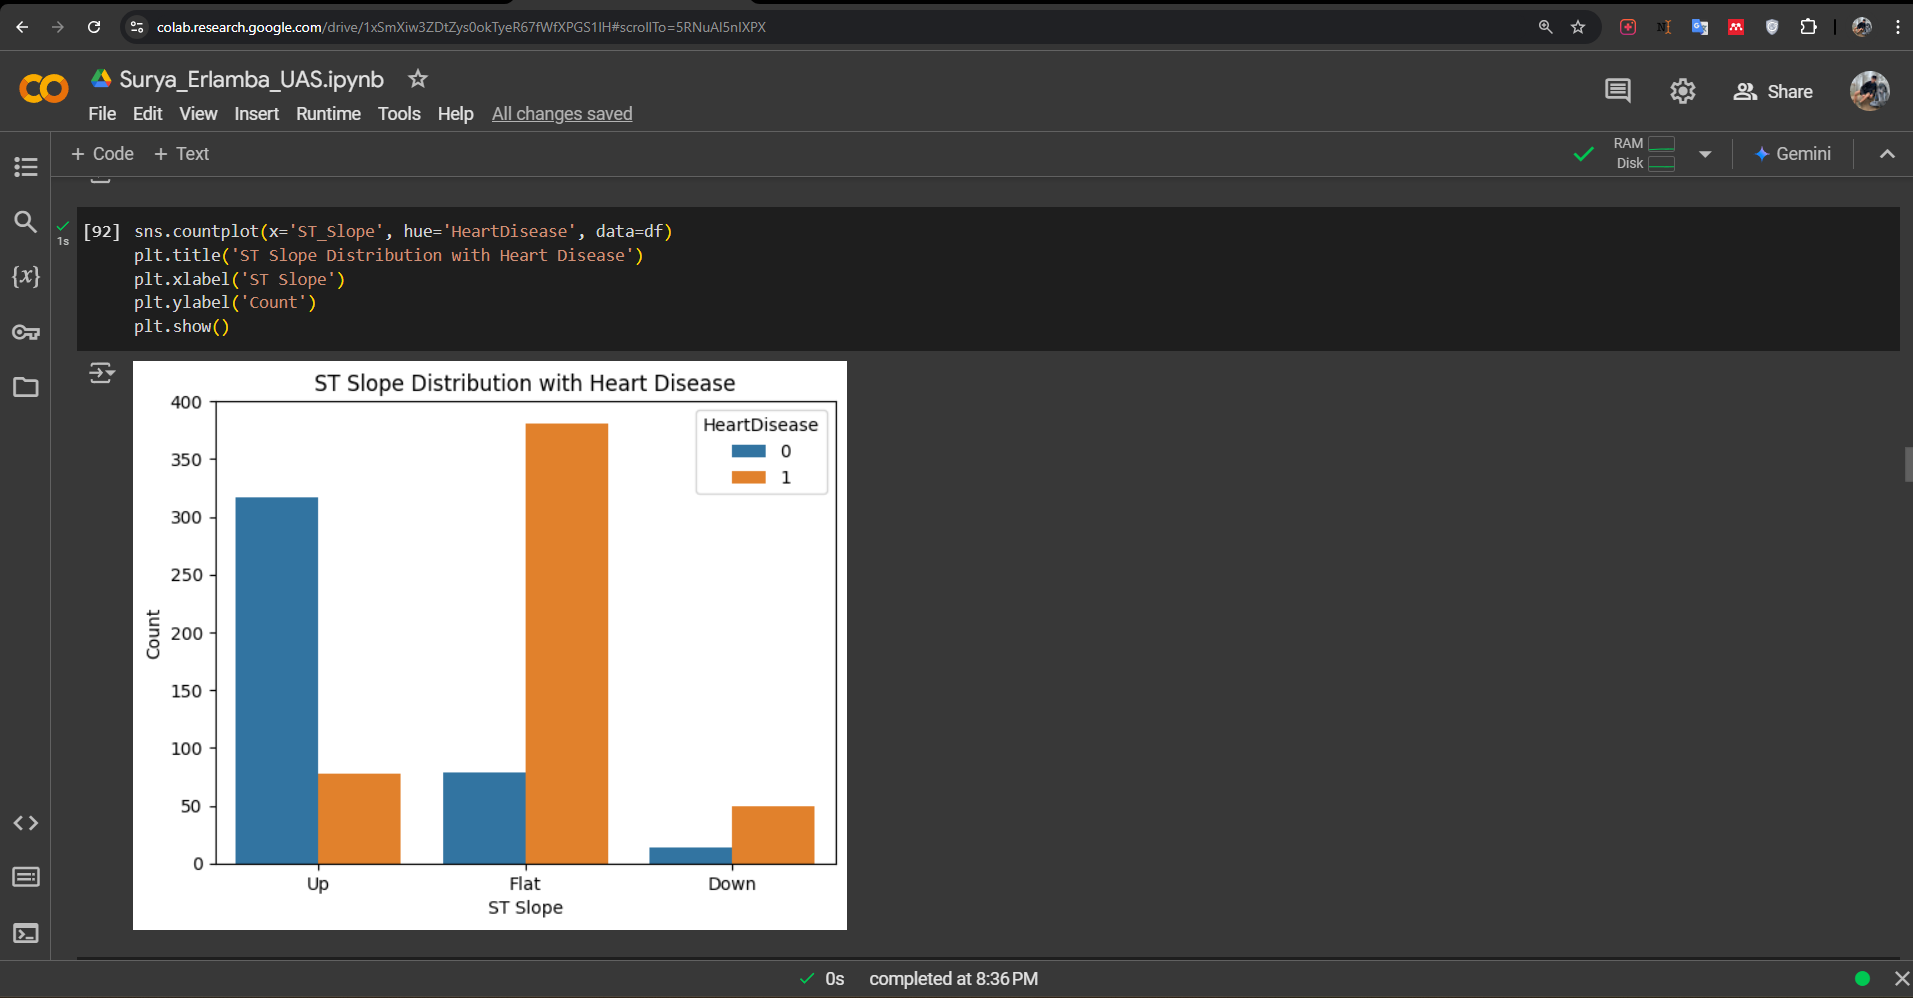 colab.research.google.com/drive/1xSmXiw3ZDtZys0okTyeR67fWfXPGS1IH#scrollTo=5RNuAI5nIXPX
Surya_Erlamba_UAS.ipynb
File Edit View Insert Runtime Tools Help All changes saved
Share
+ Code + Text
RAM
Disk
Gemini
1s
[92] sns.countplot(x='ST_Slope', hue='HeartDisease', data=df)
plt.title('ST Slope Distribution with Heart Disease')
plt.xlabel('ST Slope')
plt.ylabel('Count')
plt.show()
{x}
ST Slope Distribution with Heart Disease
HeartDisease
0
1
400
350
300
250
200
150
100
50
0
Count
Up Flat Down
ST Slope
0s completed at 8:36 PM